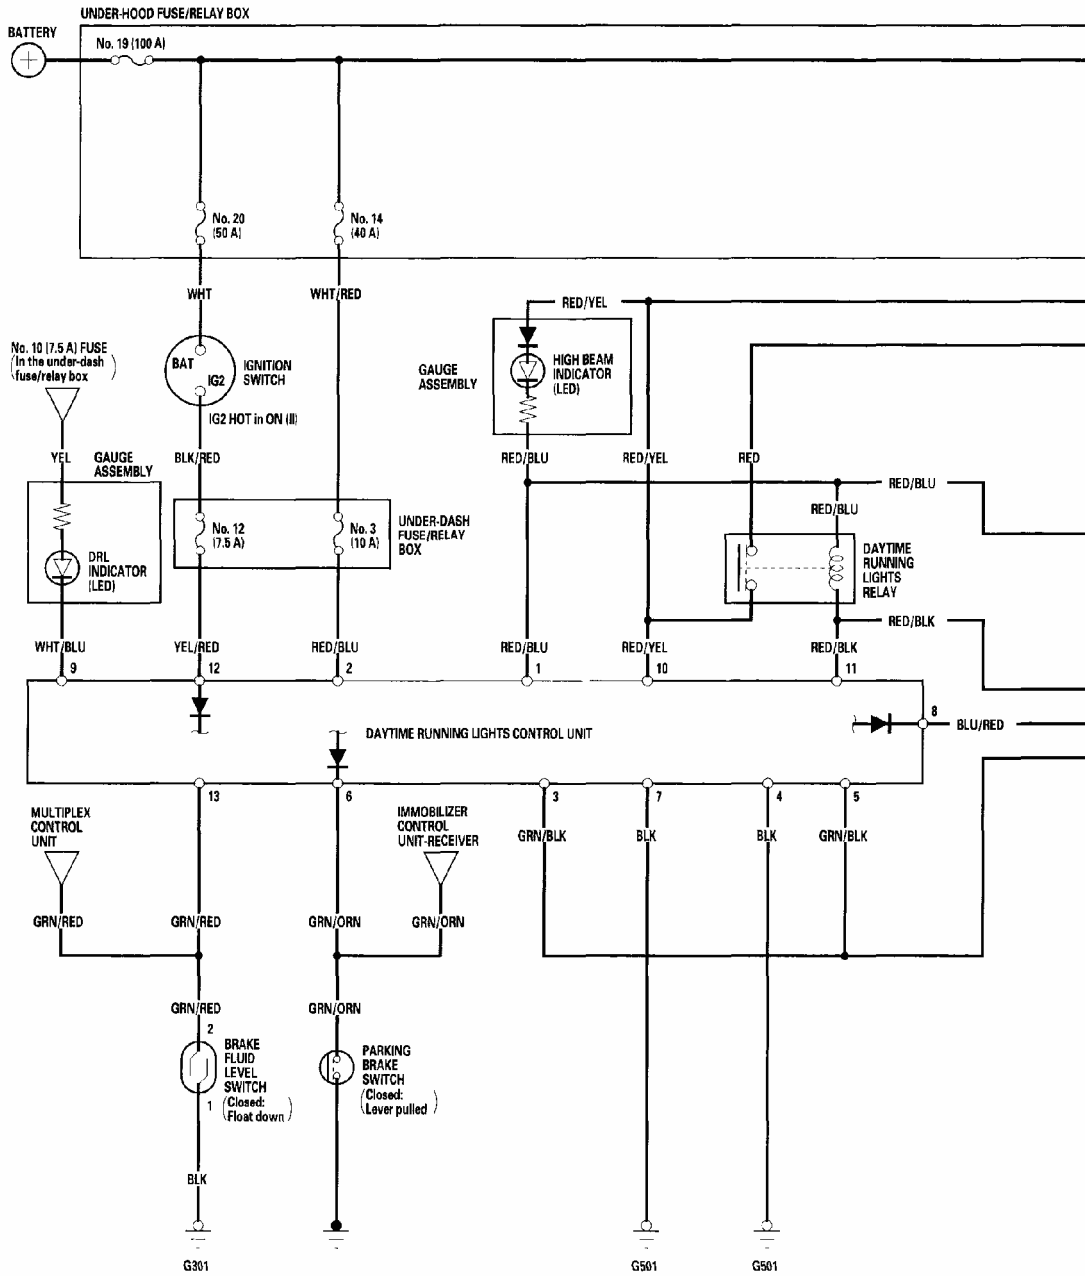 UNDER-HOOD FUSE/RELAY BOX
BATTERY
No. 19 (100 A)
No. 20
(50 A)
No. 14
(40 A)
WHT
WHT/RED
RED/YEL
No. 10 (7.5 A) FUSE
(In the under-dash
fuse/relay box)
BAT
IG2
IGNITION
SWITCH
IG2 HOT in ON (II)
GAUGE
ASSEMBLY
HIGH BEAM
INDICATOR
(LED)
YEL
GAUGE
ASSEMBLY
BLK/RED
RED/BLU
RED/YEL
RED
RED/BLU
RED/BLU
No. 12
(7.5 A)
No. 3
(10 A)
UNDER-DASH
FUSE/RELAY
BOX
DRL
INDICATOR
(LED)
DAYTIME
RUNNING
LIGHTS
RELAY
RED/BLK
WHT/BLU
YEL/RED
RED/BLU
RED/BLU
RED/YEL
RED/BLK
9
12
2
1
10
11
8
BLU/RED
DAYTIME RUNNING LIGHTS CONTROL UNIT
13
6
3
7
4
5
MULTIPLEX
CONTROL
UNIT
IMMOBILIZER
CONTROL
UNIT-RECEIVER
GRN/BLK
BLK
BLK
GRN/BLK
GRN/RED
GRN/RED
GRN/ORN
GRN/ORN
GRN/RED
GRN/ORN
2
BRAKE
FLUID
LEVEL
SWITCH
(Closed:
Float down)
1
PARKING
BRAKE
SWITCH
(Closed:
Lever pulled)
BLK
G301
G501
G501